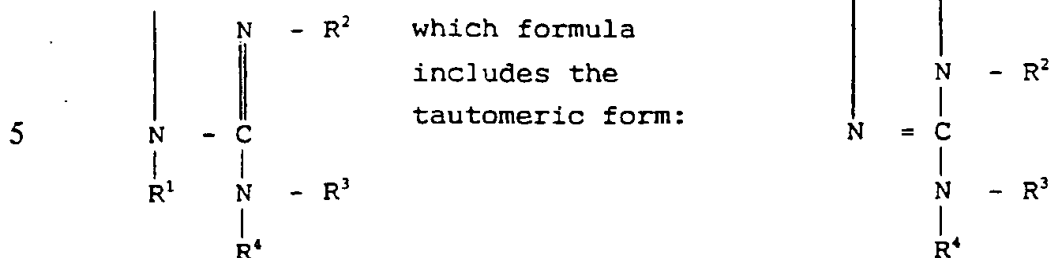 N - R² which formula
includes the
N - R²
tautomeric form:
5 N - C N = C
R¹ N - R³ N - R³
R⁴ R⁴